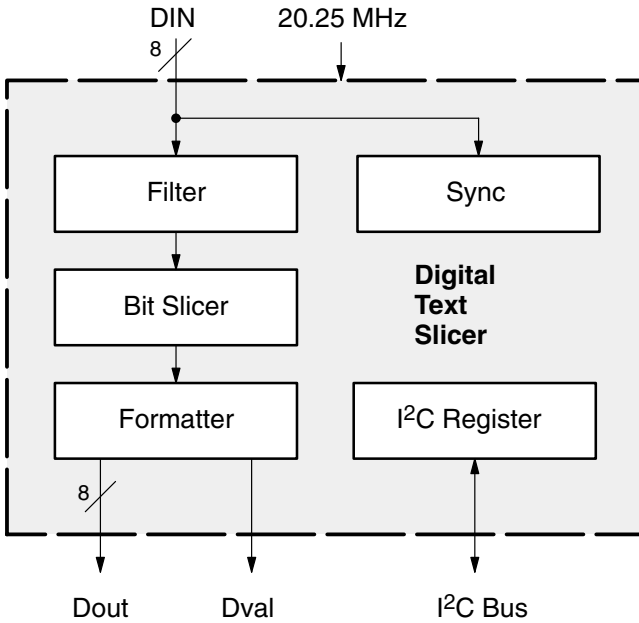 DIN
20.25 MHz
8
Filter
Sync
Bit Slicer
Digital
Text
Slicer
Formatter
I²C Register
8
Dout
Dval
I²C Bus